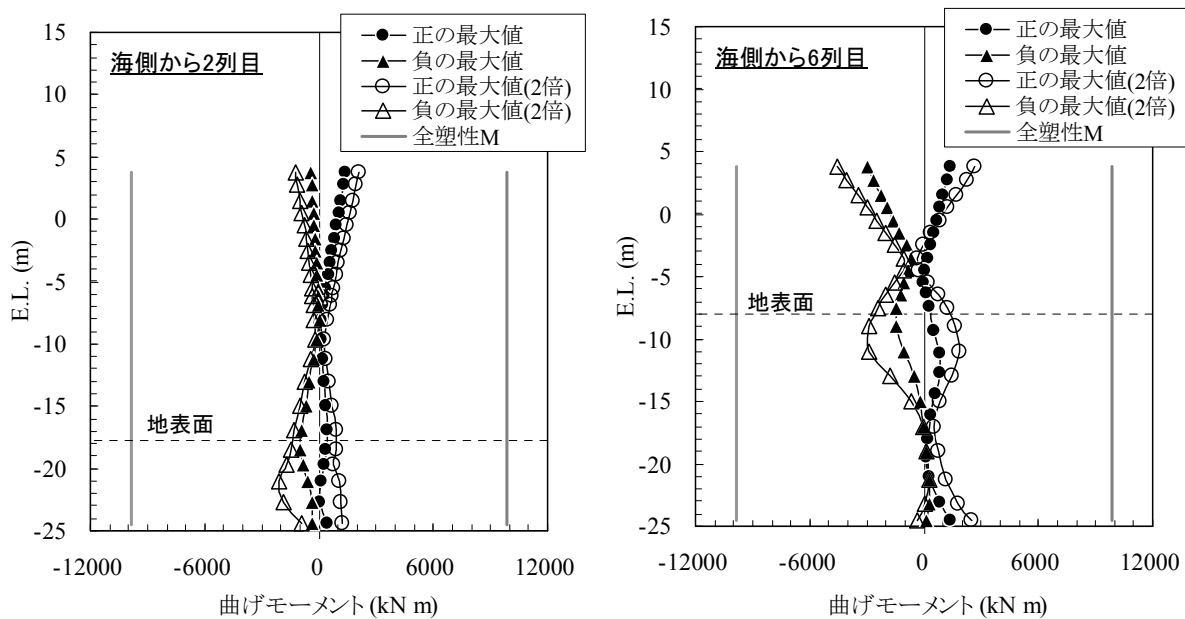 海側から2列目
正の最大値
負の最大値
正の最大値(2倍)
負の最大値(2倍)
全塑性M
15
10
5
0
-5
-10
-15
-20
-25
E.L. (m)
地表面
-12000
-6000
0
6000
12000
曲げモーメント (kN m)
海側から6列目
正の最大値
負の最大値
正の最大値(2倍)
負の最大値(2倍)
全塑性M
15
10
5
0
-5
-10
-15
-20
-25
E.L. (m)
地表面
-12000
-6000
0
6000
12000
曲げモーメント (kN m)